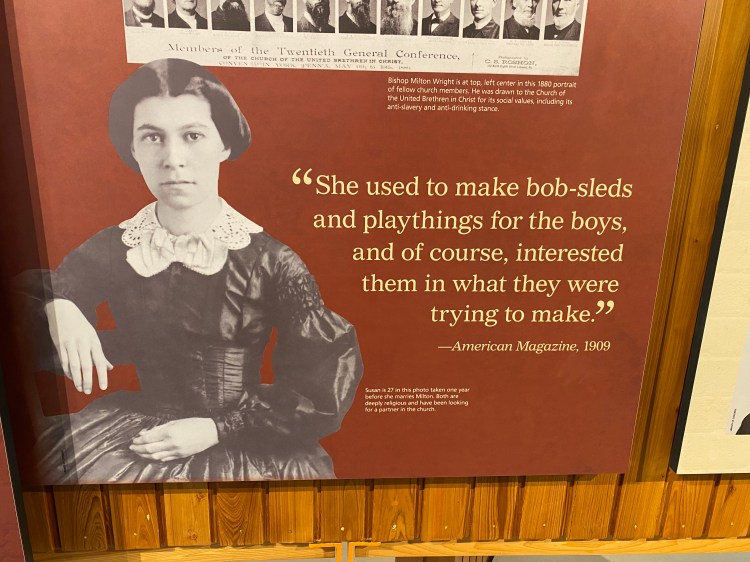 Members of the Twentieth General Conference,
OF THE CHURCH OF THE UNITED BRETHREN IN CHRIST,
Bishop Milton Wright is at top, left center in this 1880 portrait
of fellow church members. He was drawn to the Church of
the United Brethren in Christ for its social values, including its
anti-slavery and anti-drinking stance.
“She used to make bob-sleds
and playthings for the boys,
and of course, interested
them in what they were
trying to make.”
—American Magazine, 1909
Susan is 27 in this photo taken one year
before she marries Milton. Both are
deeply religious and have been looking
for a partner in the church.